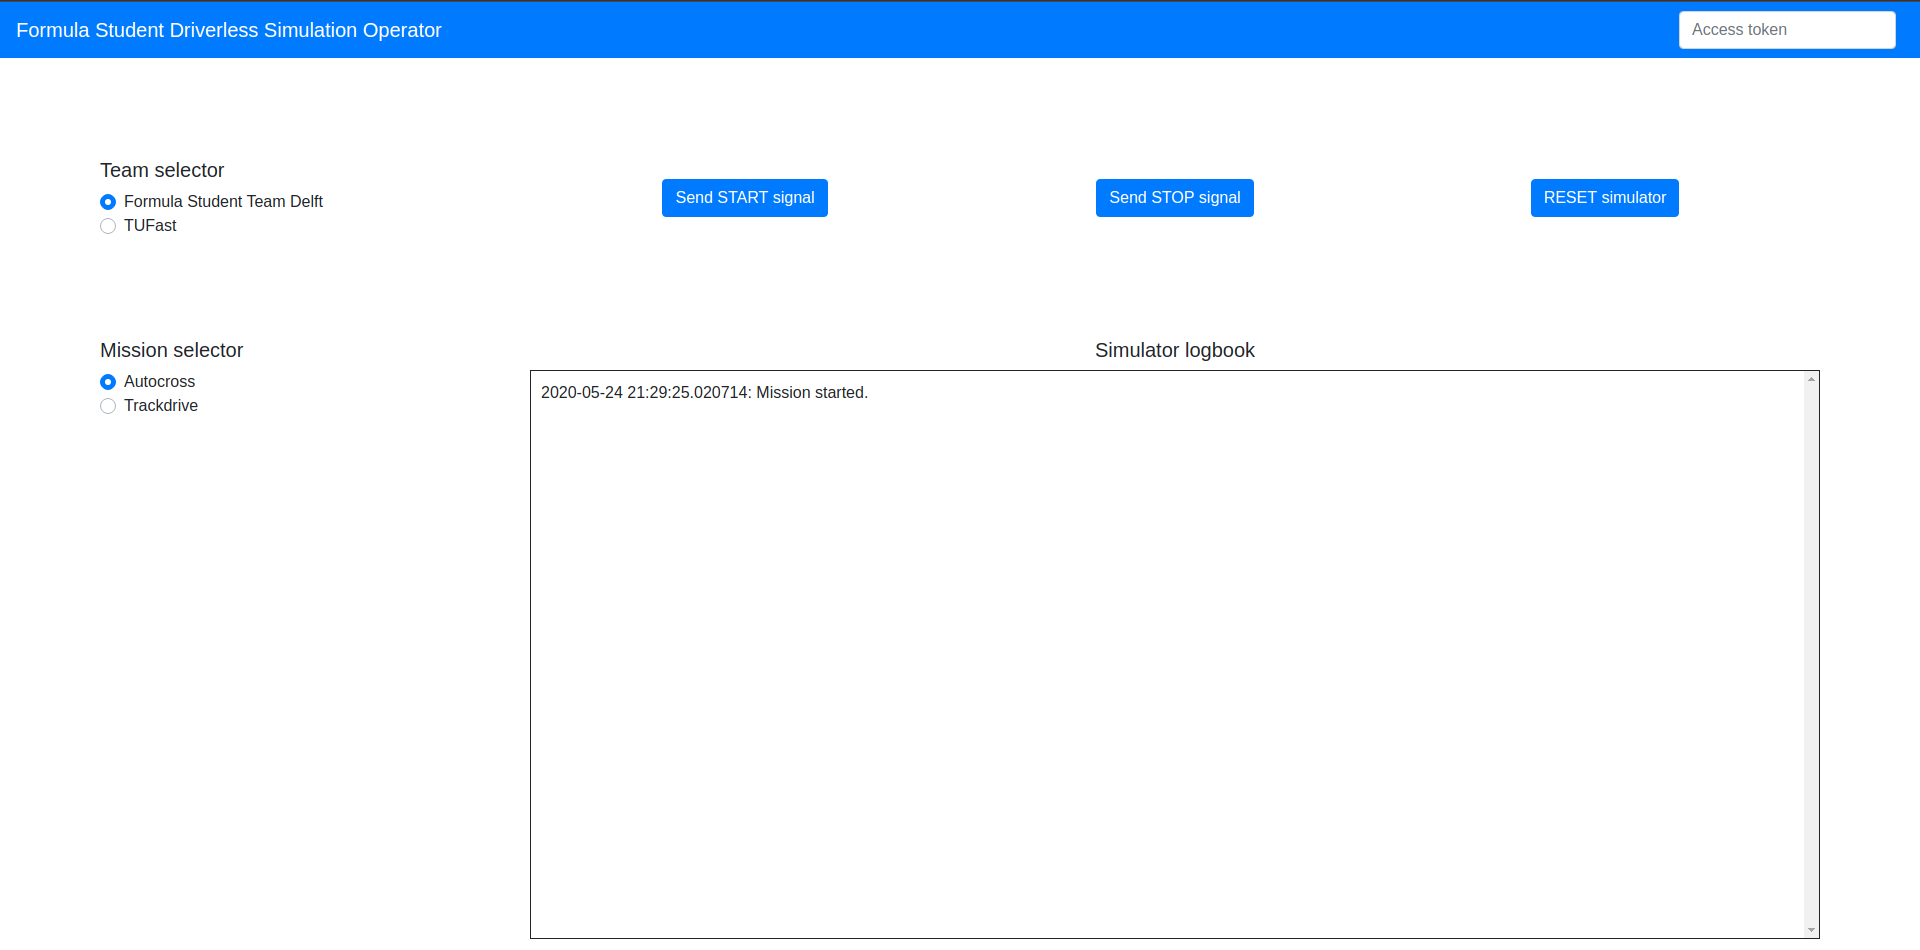 Formula Student Driverless Simulation Operator
Access token
Team selector
Formula Student Team Delft
TUFast
Send START signal
Send STOP signal
RESET simulator
Mission selector
Autocross
Trackdrive
Simulator logbook
2020-05-24 21:29:25.020714: Mission started.